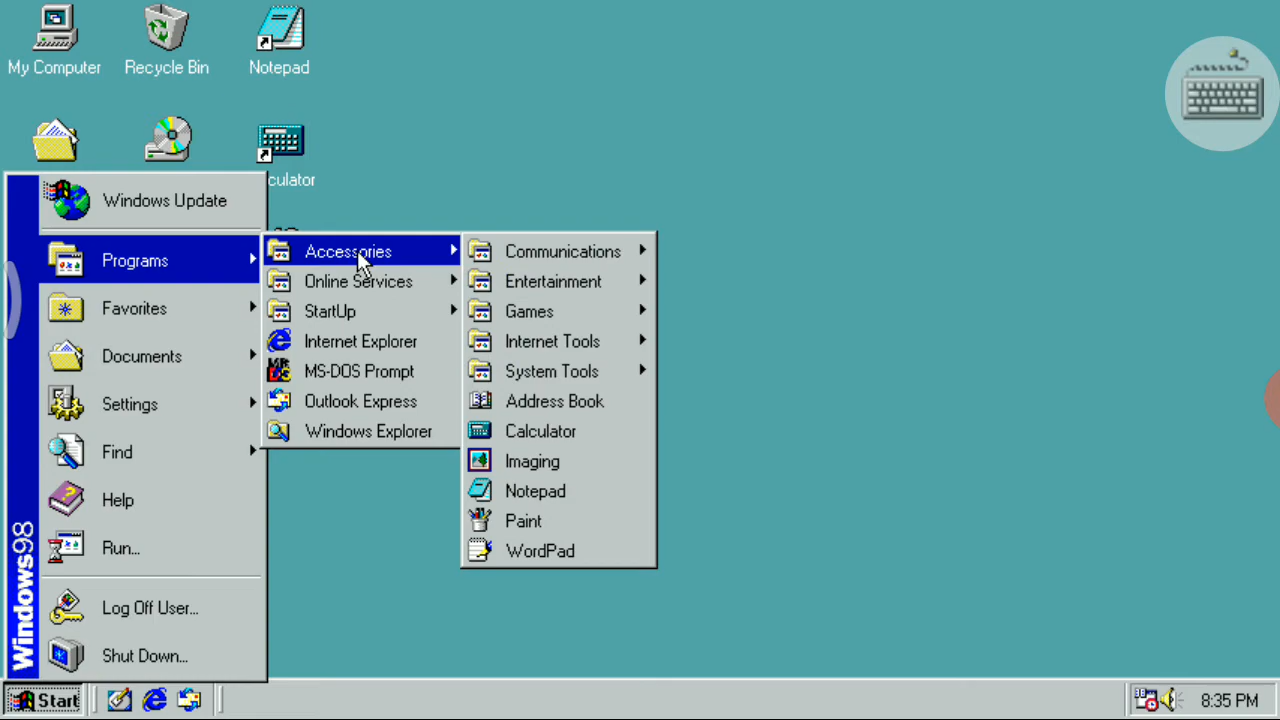 My Computer
Recycle Bin
Notepad
culator
Windows Update
Programs
Favorites
Documents
Settings
Find
Help
Run...
Log Off User...
Shut Down...
Windows98
Accessories
Online Services
StartUp
Internet Explorer
MS-DOS Prompt
Outlook Express
Windows Explorer
Communications
Entertainment
Games
Internet Tools
System Tools
Address Book
Calculator
Imaging
Notepad
Paint
WordPad
Start
8:35 PM